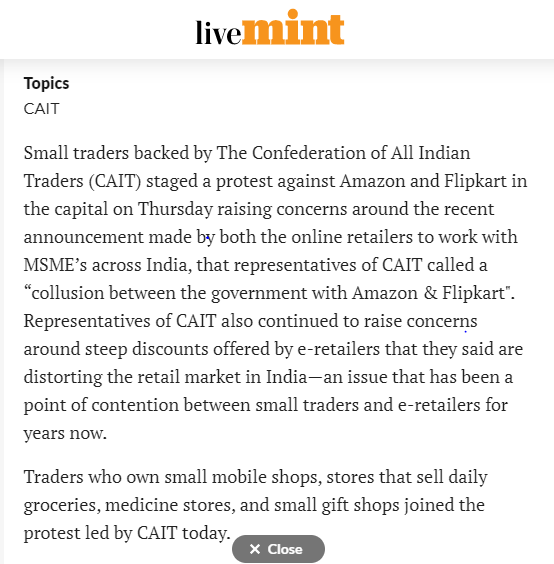 livemint
Topics
CAIT
Small traders backed by The Confederation of All Indian
Traders (CAIT) staged a protest against Amazon and Flipkart in
the capital on Thursday raising concerns around the recent
announcement made by both the online retailers to work with
MSME’s across India, that representatives of CAIT called a
“collusion between the government with Amazon & Flipkart".
Representatives of CAIT also continued to raise concerns
around steep discounts offered by e-retailers that they said are
distorting the retail market in India—an issue that has been a
point of contention between small traders and e-retailers for
years now.
Traders who own small mobile shops, stores that sell daily
groceries, medicine stores, and small gift shops joined the
protest led by CAIT today.
× Close